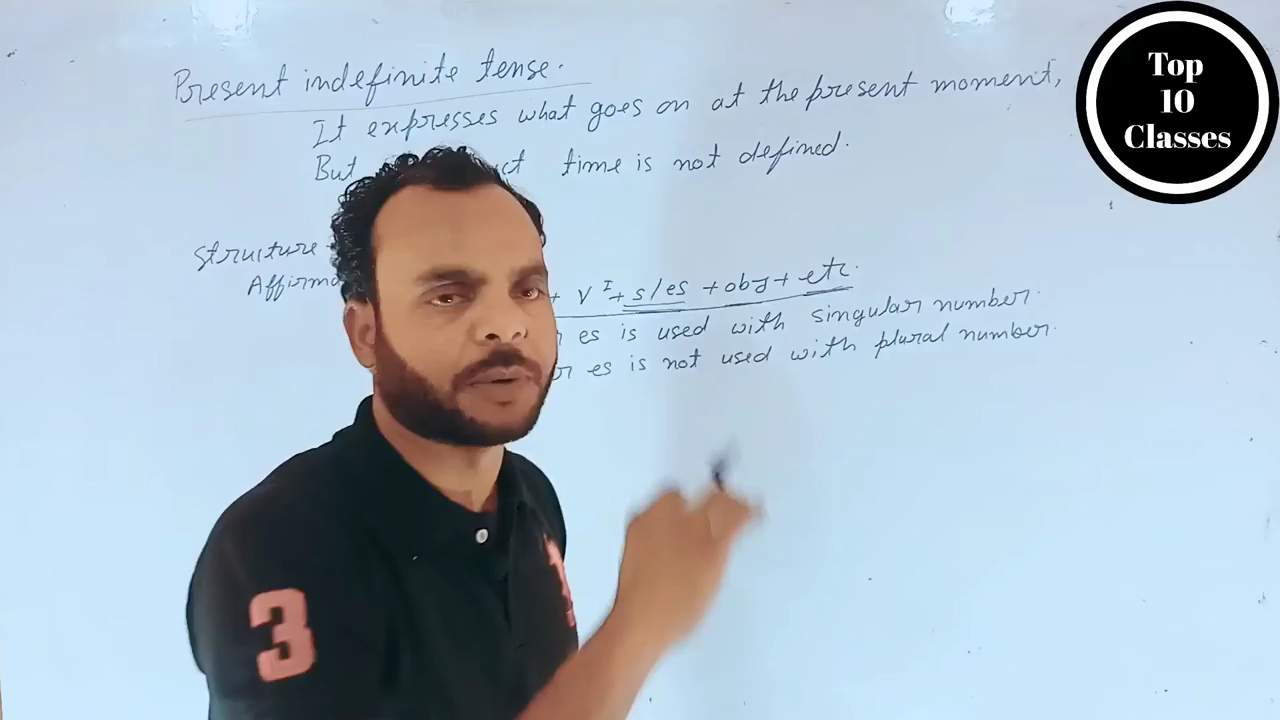 Present indefinite tense.
It expresses what goes on at the present moment,
But time is not defined.
Structure
+ V I + s/es + obj + etc.
es is used with singular number.
or es is not used with plural number.
Top
10
Classes
3